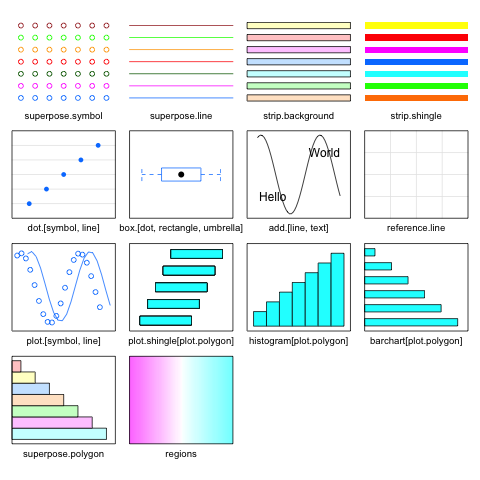 superpose.symbol
superpose.line
strip.background
strip.shingle
World
Hello
dot.[symbol, line]
box.[dot, rectangle, umbrella]
add.[line, text]
reference.line
plot.[symbol, line]
plot.shingle[plot.polygon]
histogram[plot.polygon]
barchart[plot.polygon]
superpose.polygon
regions